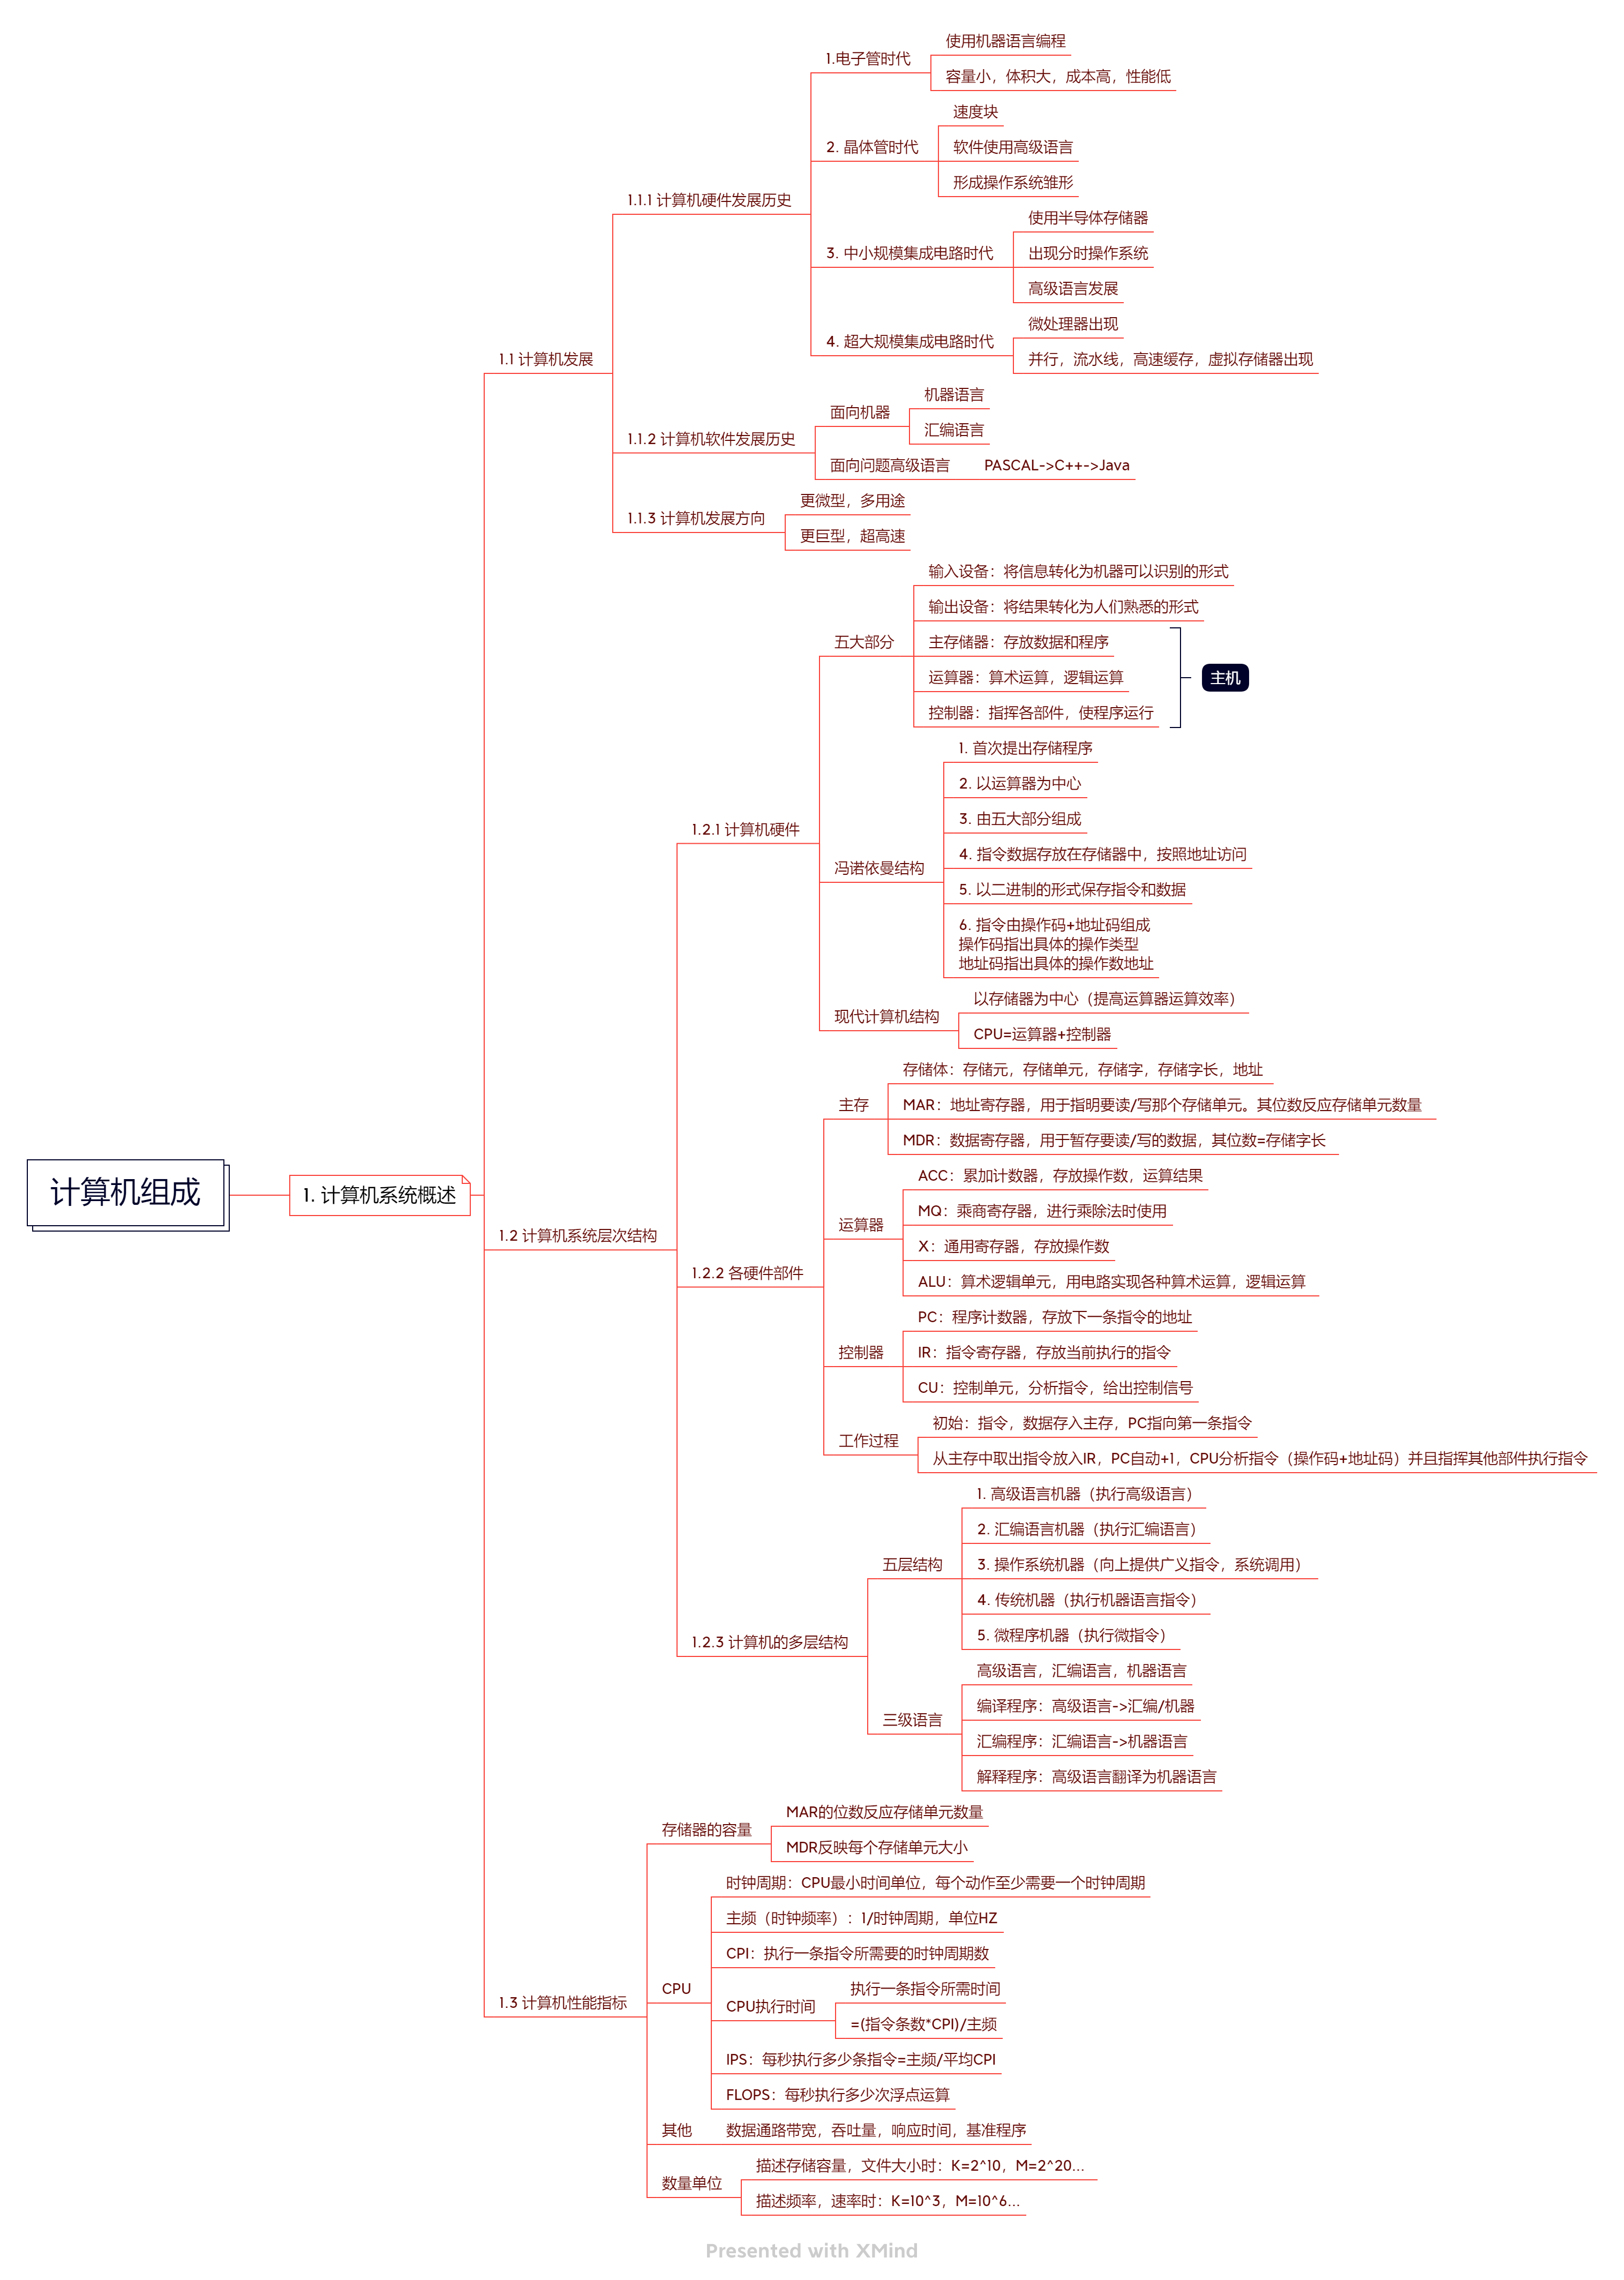 计算机组成
1. 计算机系统概述
1.1 计算机发展
1.1.1 计算机硬件发展历史
1.电子管时代
使用机器语言编程
容量小，体积大，成本高，性能低
2. 晶体管时代
速度块
软件使用高级语言
形成操作系统雏形
3. 中小规模集成电路时代
使用半导体存储器
出现分时操作系统
高级语言发展
4. 超大规模集成电路时代
微处理器出现
并行，流水线，高速缓存，虚拟存储器出现
1.1.2 计算机软件发展历史
面向机器
机器语言
汇编语言
面向问题高级语言
PASCAL->C++->Java
1.1.3 计算机发展方向
更微型，多用途
更巨型，超高速
1.2 计算机系统层次结构
1.2.1 计算机硬件
五大部分
输入设备：将信息转化为机器可以识别的形式
输出设备：将结果转化为人们熟悉的形式
主存储器：存放数据和程序
运算器：算术运算，逻辑运算
控制器：指挥各部件，使程序运行
主机
冯诺依曼结构
1. 首次提出存储程序
2. 以运算器为中心
3. 由五大部分组成
4. 指令数据存放在存储器中，按照地址访问
5. 以二进制的形式保存指令和数据
6. 指令由操作码+地址码组成
操作码指出具体的操作类型
地址码指出具体的操作数地址
现代计算机结构
以存储器为中心（提高运算器运算效率）
CPU=运算器+控制器
1.2.2 各硬件部件
主存
存储体：存储元，存储单元，存储字，存储字长，地址
MAR：地址寄存器，用于指明要读/写那个存储单元。其位数反应存储单元数量
MDR：数据寄存器，用于暂存要读/写的数据，其位数=存储字长
运算器
ACC：累加计数器，存放操作数，运算结果
MQ：乘商寄存器，进行乘除法时使用
X：通用寄存器，存放操作数
ALU：算术逻辑单元，用电路实现各种算术运算，逻辑运算
控制器
PC：程序计数器，存放下一条指令的地址
IR：指令寄存器，存放当前执行的指令
CU：控制单元，分析指令，给出控制信号
工作过程
初始：指令，数据存入主存，PC指向第一条指令
从主存中取出指令放入IR，PC自动+1，CPU分析指令（操作码+地址码）并且指挥其他部件执行指令
1.2.3 计算机的多层结构
五层结构
1. 高级语言机器（执行高级语言）
2. 汇编语言机器（执行汇编语言）
3. 操作系统机器（向上提供广义指令，系统调用）
4. 传统机器（执行机器语言指令）
5. 微程序机器（执行微指令）
三级语言
高级语言，汇编语言，机器语言
编译程序：高级语言->汇编/机器
汇编程序：汇编语言->机器语言
解释程序：高级语言翻译为机器语言
1.3 计算机性能指标
存储器的容量
MAR的位数反应存储单元数量
MDR反映每个存储单元大小
CPU
时钟周期：CPU最小时间单位，每个动作至少需要一个时钟周期
主频（时钟频率）：1/时钟周期，单位HZ
CPI：执行一条指令所需要的时钟周期数
CPU执行时间
执行一条指令所需时间
=(指令条数*CPI)/主频
IPS：每秒执行多少条指令=主频/平均CPI
FLOPS：每秒执行多少次浮点运算
其他
数据通路带宽，吞吐量，响应时间，基准程序
数量单位
描述存储容量，文件大小时：K=2^10，M=2^20...
描述频率，速率时：K=10^3，M=10^6...
Presented with XMind